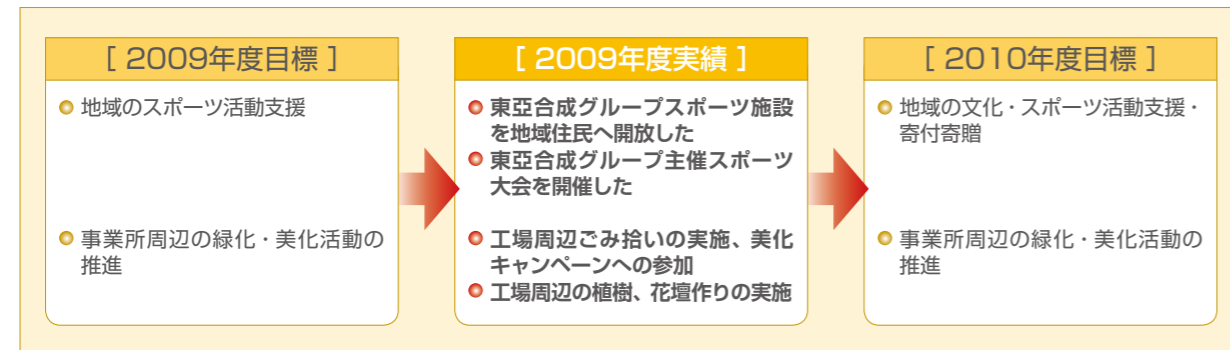 [ 2009年度目標 ]
地域のスポーツ活動支援
事業所周辺の緑化・美化活動の
推進
[ 2009年度実績 ]
東亞合成グループスポーツ施設
を地域住民へ開放した
東亞合成グループ主催スポーツ
大会を開催した
工場周辺ごみ拾いの実施、美化
キャンペーンへの参加
工場周辺の植樹、花壇作りの実施
[ 2010年度目標 ]
地域の文化・スポーツ活動支援・
寄付寄贈
事業所周辺の緑化・美化活動の
推進